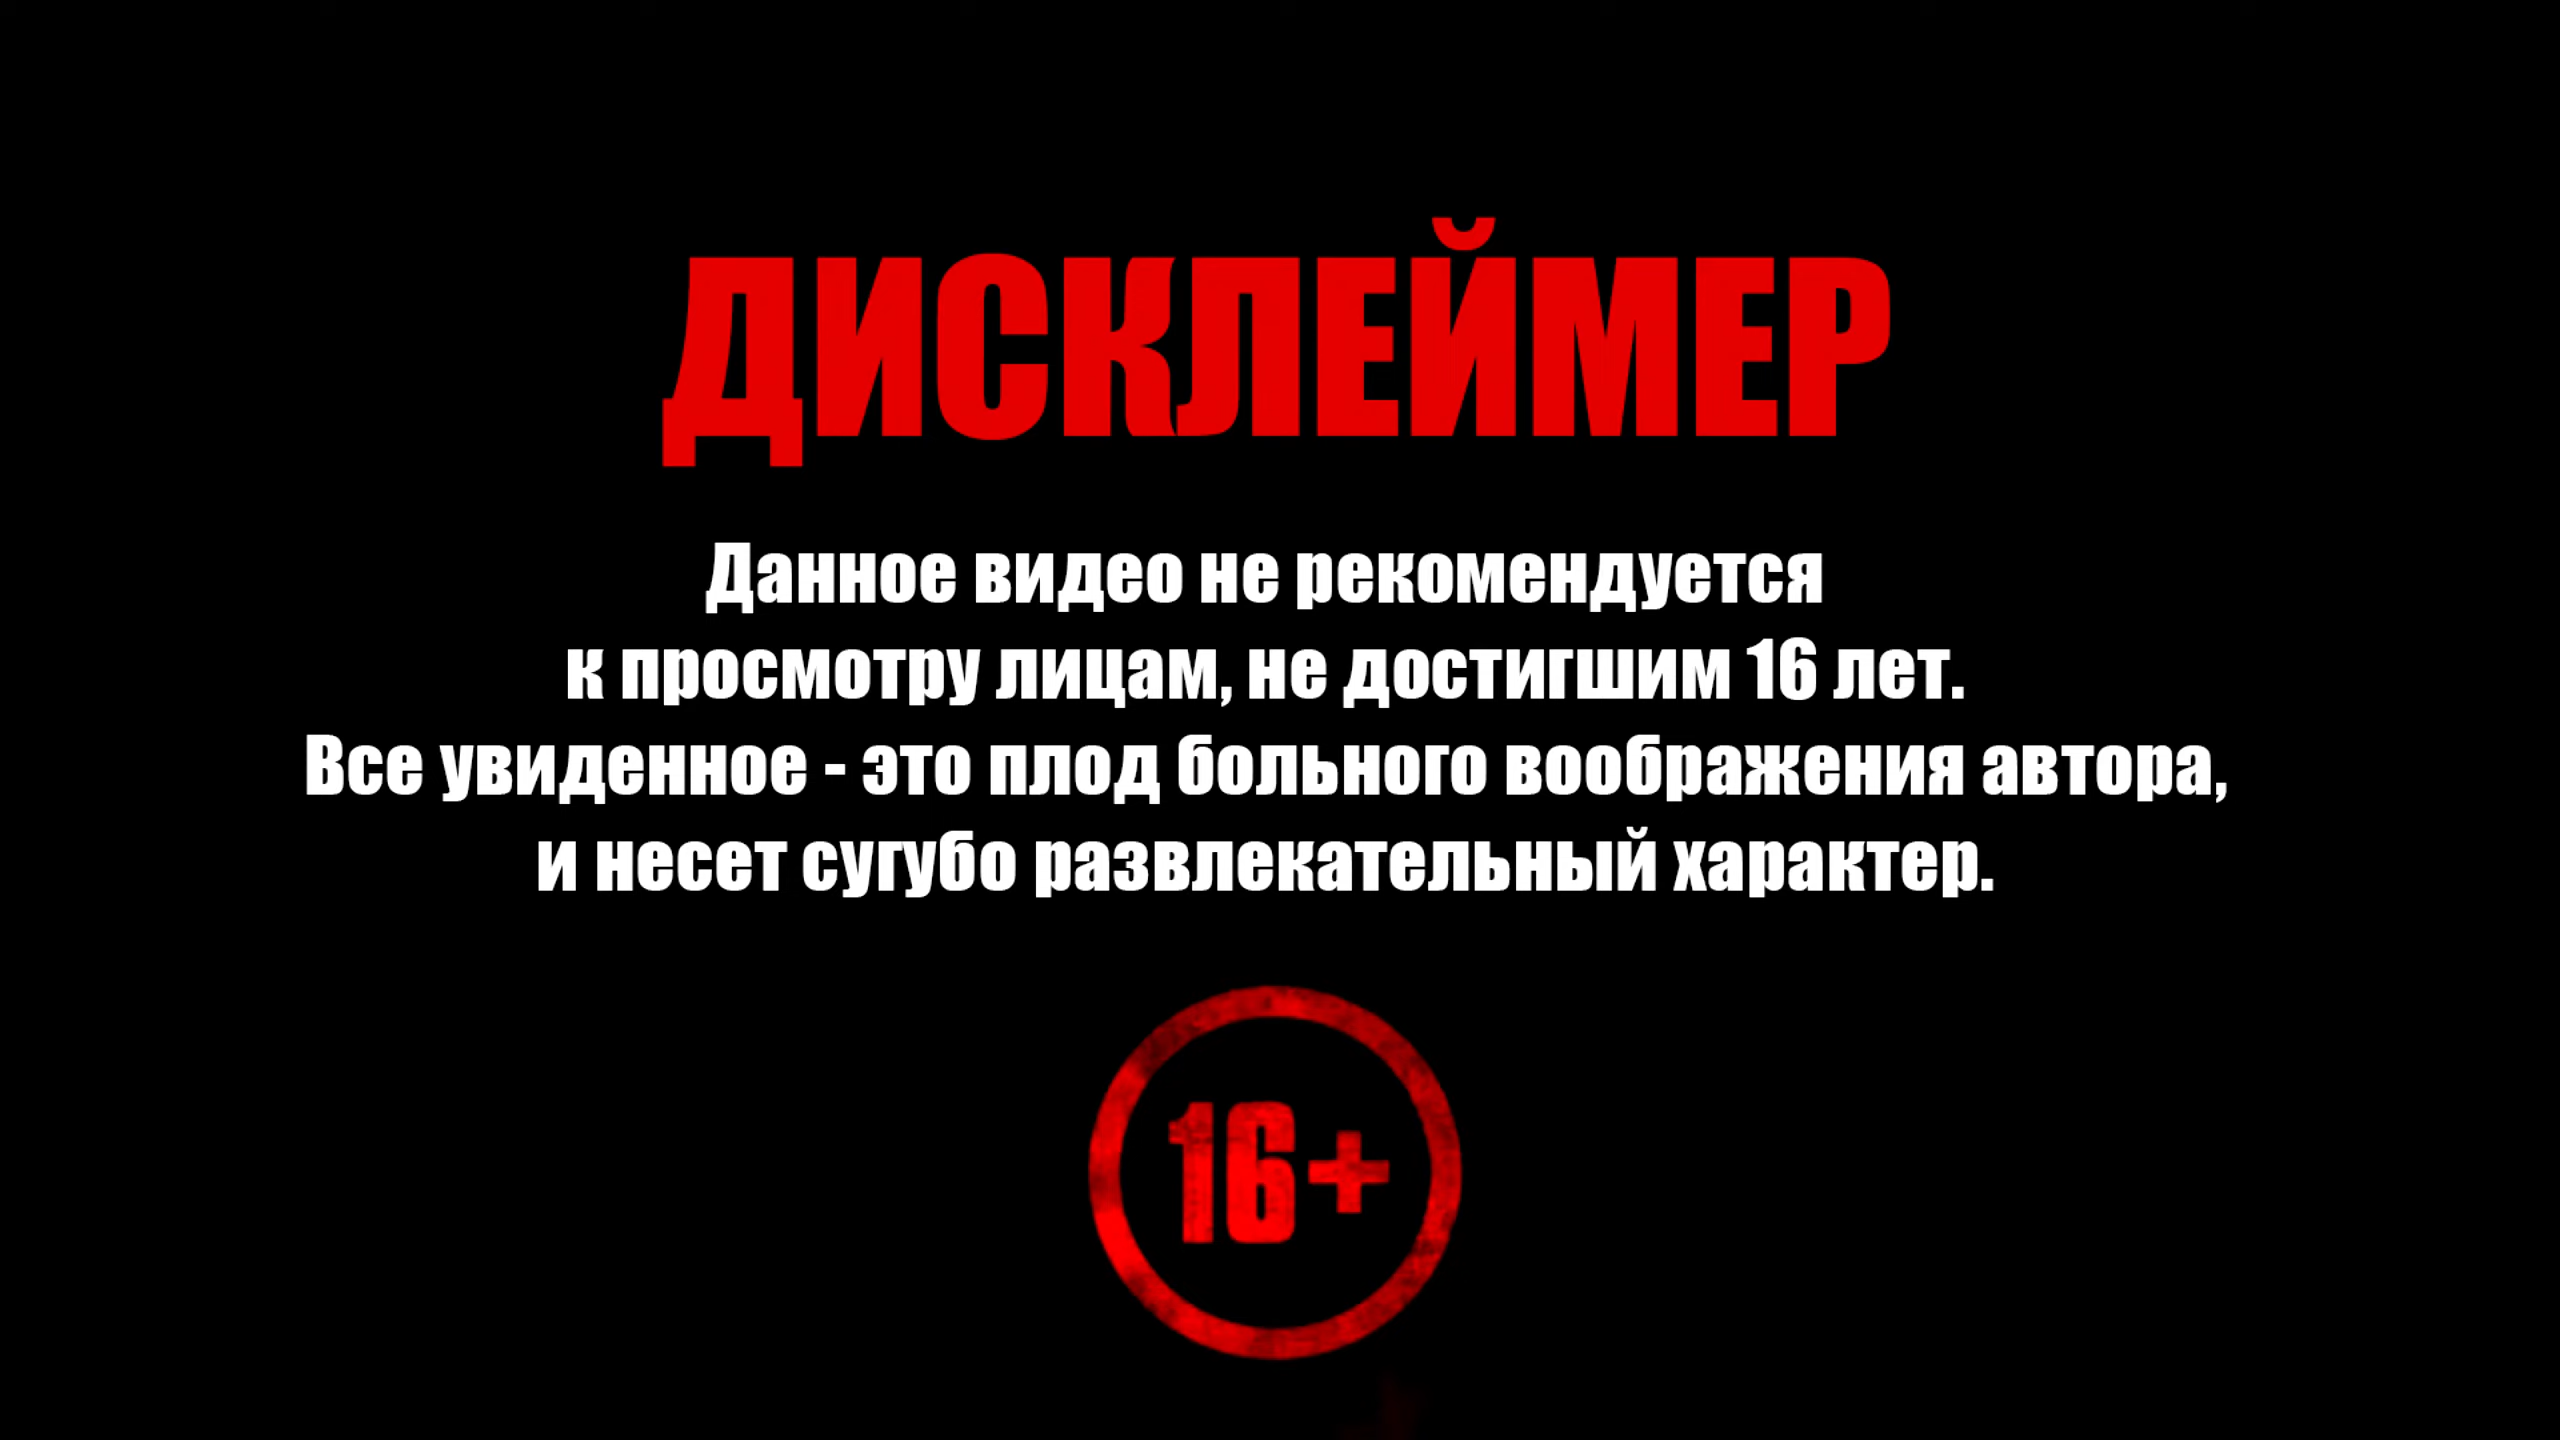 ДИСКЛЕЙМЕР
Данное видео не рекомендуется
к просмотру лицам, не достигшим 16 лет.
Все увиденное - это плод больного воображения автора,
и несет сугубо развлекательный характер.
16+